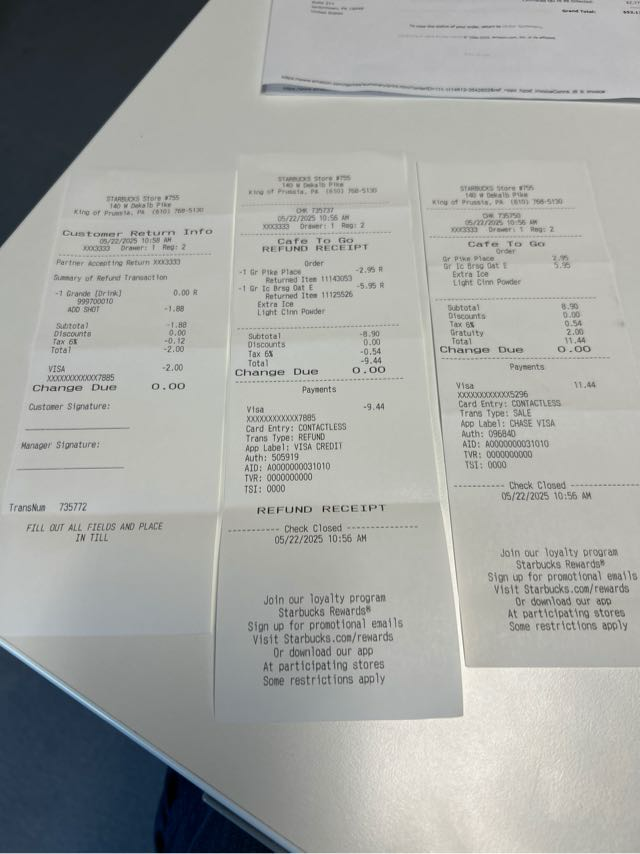 Grand Total:
STARBUCKS Store #755
140 W Dekalb Pike
King of Prussia, PA (610) 768-5130
Customer Return Info
05/22/2025 10:58 AM
XXX3333 Drawer: 1 Reg: 2
Partner Accepting Return XXX3333
Summary of Refund Transaction
-1 Grande [Drink] 0.00 R
999700010
ADD SHOT -1.88
Subtotal -1.88
Discounts 0.00
Tax 6% -0.12
Total -2.00
VISA -2.00
XXXXXXXXXXXX7885
Change Due 0.00
Customer Signature:
Manager Signature:
TransNum 735772
FILL OUT ALL FIELDS AND PLACE
IN TILL
STARBUCKS Store #755
140 W Dekalb Pike
King of Prussia, PA (610) 768-5130
CHK 735737
05/22/2025 10:56 AM
XXX3333 Drawer: 1 Reg: 2
Cafe To Go
REFUND RECEIPT
Order
-1 Gr Pike Place -2.95 R
Returned Item 11143053
-1 Gr Ic Brsg Oat E -5.95 R
Returned Item 11125526
Extra Ice
Light Cinn Powder
Subtotal -8.90
Discounts 0.00
Tax 6% -0.54
Total -9.44
Change Due 0.00
Payments
Visa -9.44
XXXXXXXXXXXX7885
Card Entry: CONTACTLESS
Trans Type: REFUND
App Label: VISA CREDIT
Auth: 505919
AID: A0000000031010
TVR: 0000000000
TSI: 0000
REFUND RECEIPT
Check Closed
05/22/2025 10:56 AM
Join our loyalty program
Starbucks Rewards®
Sign up for promotional emails
Visit Starbucks.com/rewards
Or download our app
At participating stores
Some restrictions apply
STARBUCKS Store #755
140 W Dekalb Pike
King of Prussia, PA (610) 768-5130
CHK 735750
05/22/2025 10:56 AM
XXX3333 Drawer: 1 Reg: 2
Cafe To Go
Order
Gr Pike Place 2.95
Gr Ic Brsg Oat E 5.95
Extra Ice
Light Cinn Powder
Subtotal 8.90
Discounts 0.00
Tax 6% 0.54
Gratuity 2.00
Total 11.44
Change Due 0.00
Payments
Visa 11.44
XXXXXXXXXXXX5296
Card Entry: CONTACTLESS
Trans Type: SALE
App Label: CHASE VISA
Auth: 09684D
AID: A0000000031010
TVR: 0000000000
TSI: 0000
Check Closed
05/22/2025 10:56 AM
Join our loyalty program
Starbucks Rewards®
Sign up for promotional emails
Visit Starbucks.com/rewards
Or download our app
At participating stores
Some restrictions apply